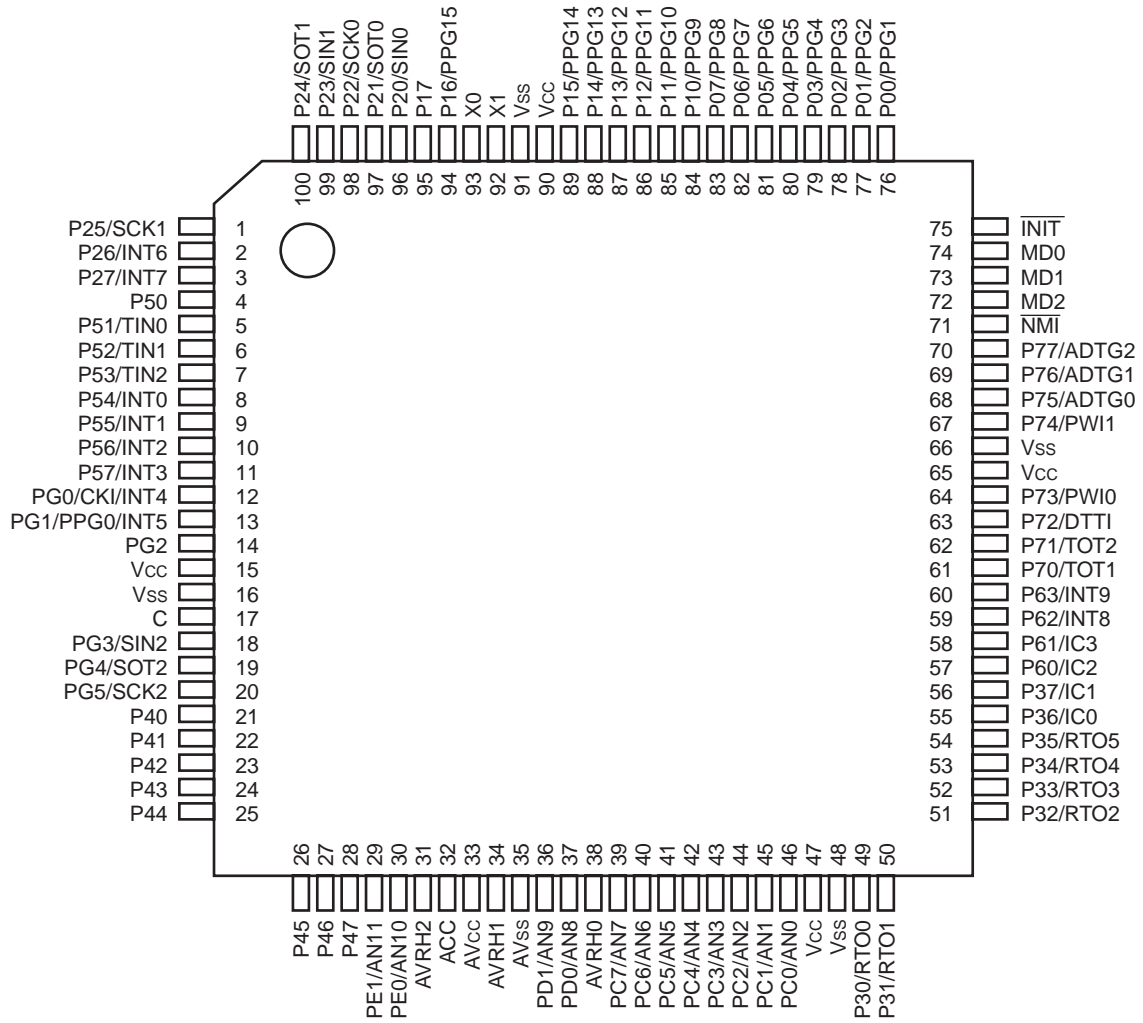 P24/SOT1
P23/SIN1
P22/SCK0
P21/SOT0
P20/SIN0
P17
P16/PPG15
X0
X1
Vss
Vcc
P15/PPG14
P14/PPG13
P13/PPG12
P12/PPG11
P11/PPG10
P10/PPG9
P07/PPG8
P06/PPG7
P05/PPG6
P04/PPG5
P03/PPG4
P02/PPG3
P01/PPG2
P00/PPG1
100
99
98
97
96
95
94
93
92
91
90
89
88
87
86
85
84
83
82
81
80
79
78
77
76
P25/SCK1 1
P26/INT6 2
P27/INT7 3
P50 4
P51/TIN0 5
P52/TIN1 6
P53/TIN2 7
P54/INT0 8
P55/INT1 9
P56/INT2 10
P57/INT3 11
PG0/CKI/INT4 12
PG1/PPG0/INT5 13
PG2 14
Vcc 15
Vss 16
C 17
PG3/SIN2 18
PG4/SOT2 19
PG5/SCK2 20
P40 21
P41 22
P42 23
P43 24
P44 25
75 INIT
74 MD0
73 MD1
72 MD2
71 NMI
70 P77/ADTG2
69 P76/ADTG1
68 P75/ADTG0
67 P74/PWI1
66 Vss
65 Vcc
64 P73/PWI0
63 P72/DTTI
62 P71/TOT2
61 P70/TOT1
60 P63/INT9
59 P62/INT8
58 P61/IC3
57 P60/IC2
56 P37/IC1
55 P36/IC0
54 P35/RTO5
53 P34/RTO4
52 P33/RTO3
51 P32/RTO2
26
27
28
29
30
31
32
33
34
35
36
37
38
39
40
41
42
43
44
45
46
47
48
49
50
P45
P46
P47
PE1/AN11
PE0/AN10
AVRH2
ACC
AVcc
AVRH1
AVss
PD1/AN9
PD0/AN8
AVRH0
PC7/AN7
PC6/AN6
PC5/AN5
PC4/AN4
PC3/AN3
PC2/AN2
PC1/AN1
PC0/AN0
Vcc
Vss
P30/RTO0
P31/RTO1